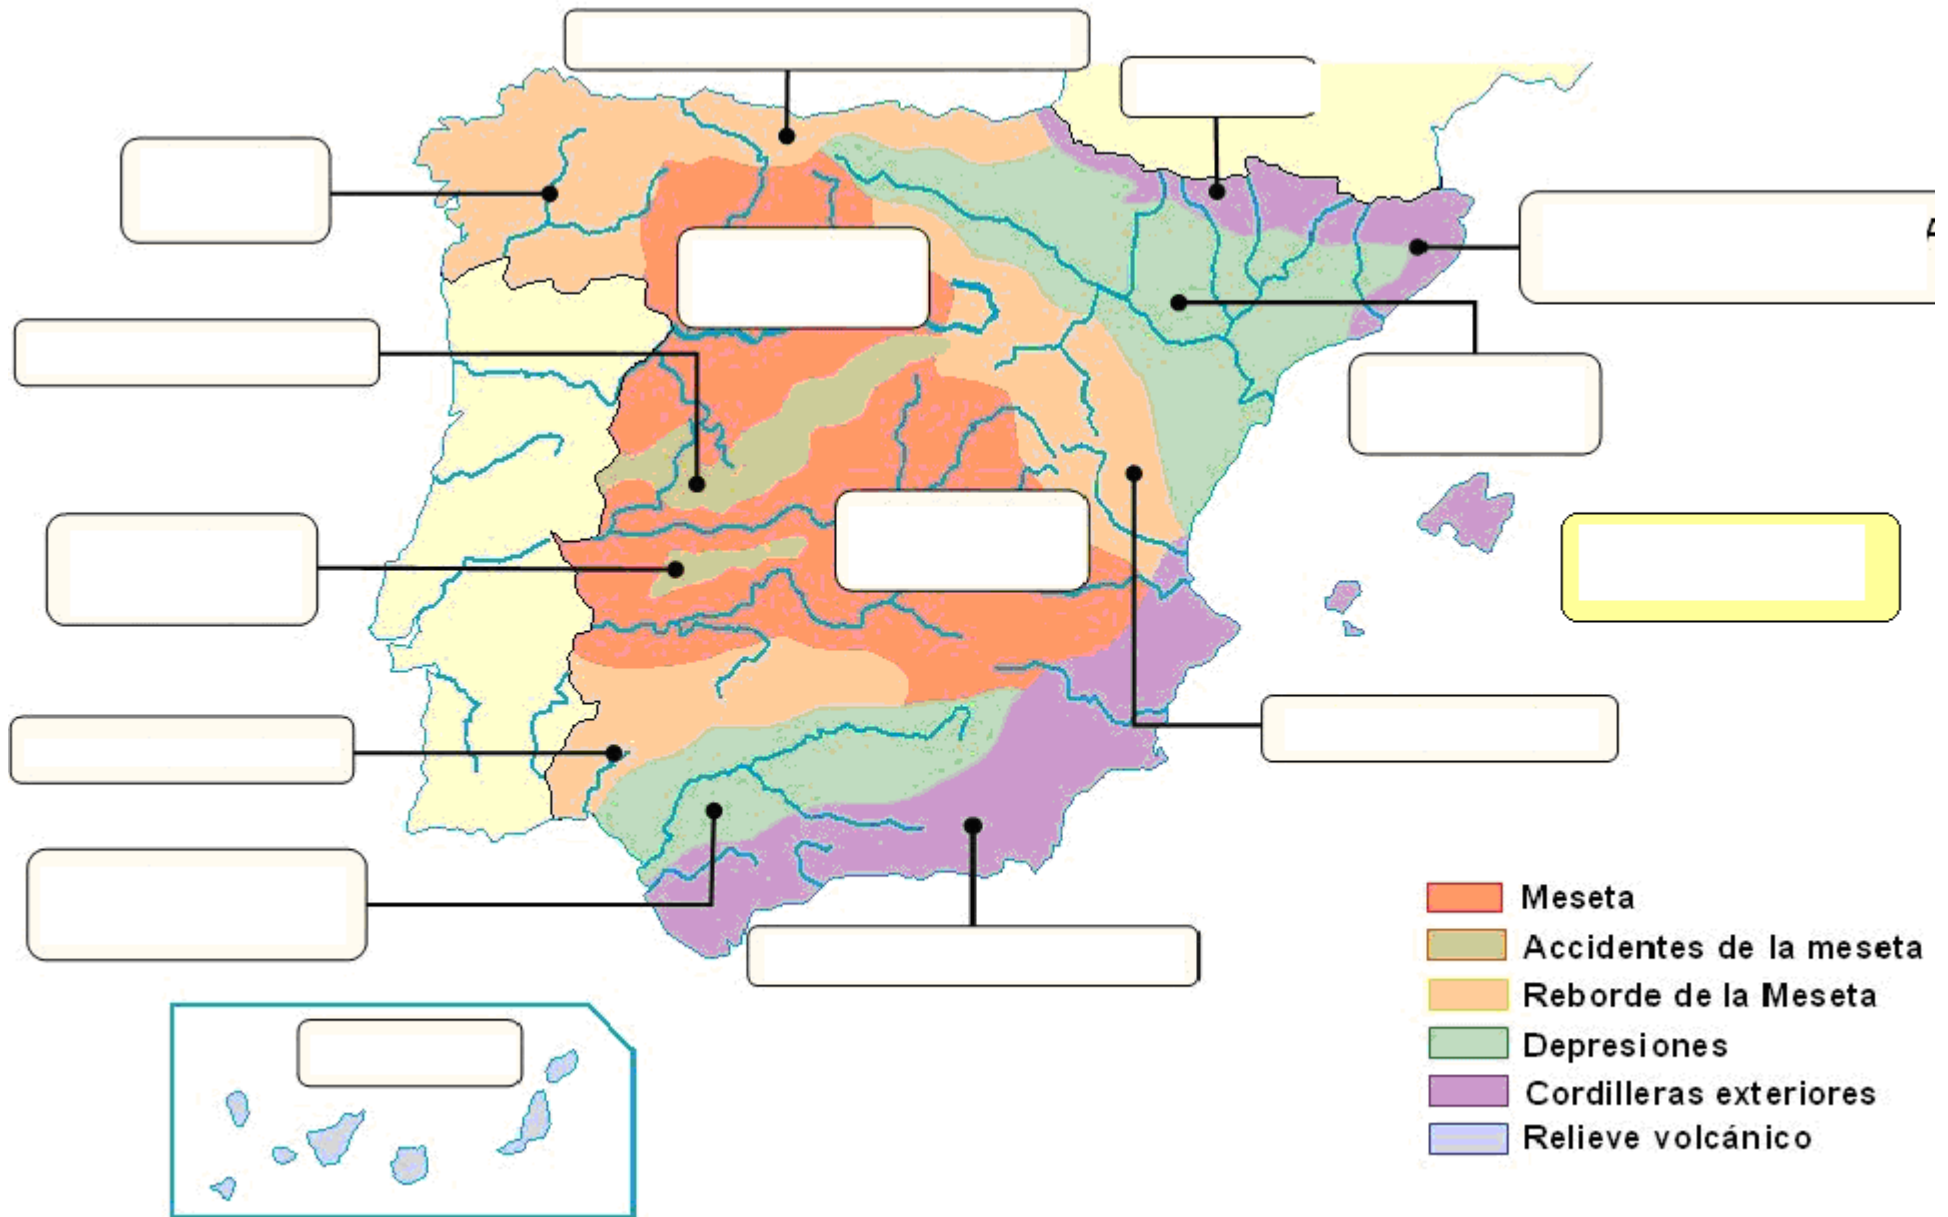 Meseta
Accidentes de la meseta
Reborde de la Meseta
Depresiones
Cordilleras exteriores
Relieve volcánico